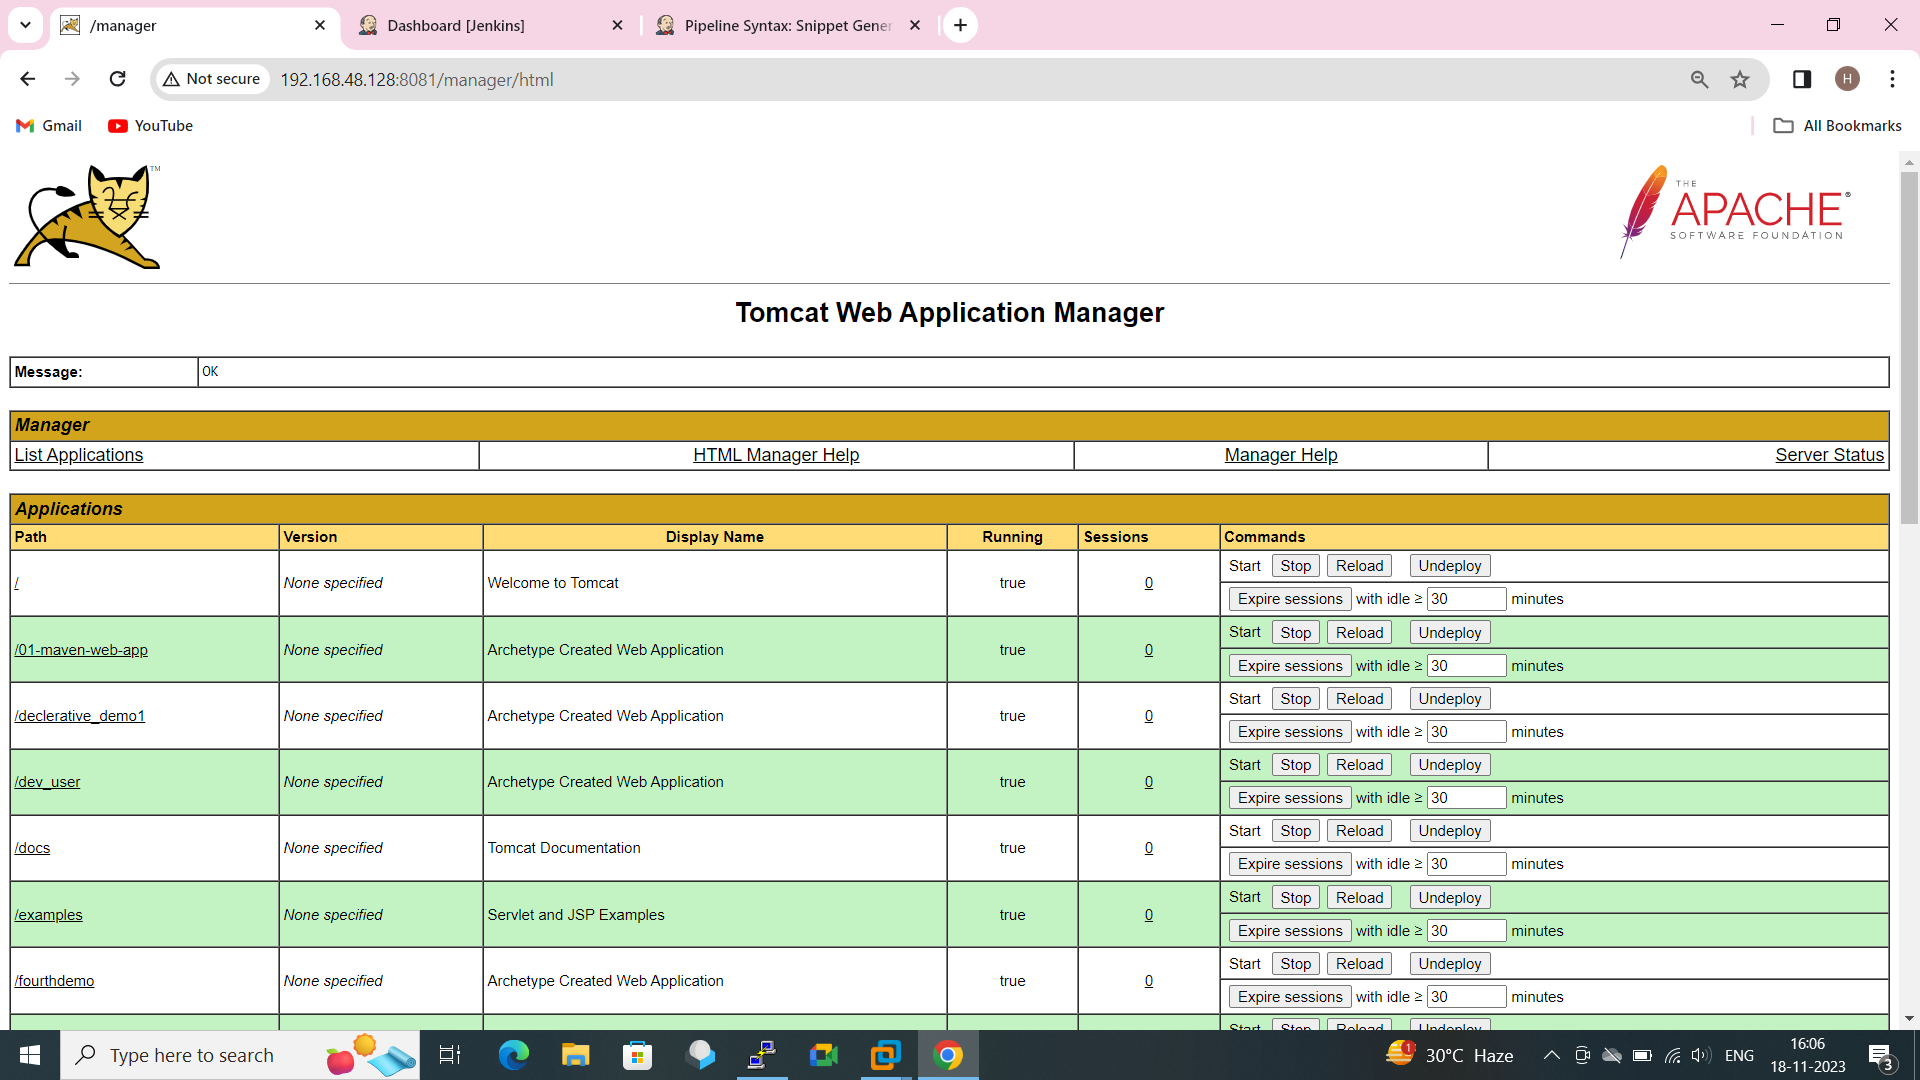 /manager
Dashboard [Jenkins]
Pipeline Syntax: Snippet Gener
Not secure
192.168.48.128:8081/manager/html
H
Gmail
YouTube
All Bookmarks
TM
THE
APACHE®
SOFTWARE FOUNDATION
Tomcat Web Application Manager
Message: OK
Manager
List Applications HTML Manager Help Manager Help Server Status
Applications
Path Version Display Name Running Sessions Commands
/ None specified Welcome to Tomcat true 0 Start Stop Reload Undeploy
Expire sessions with idle ≥ 30 minutes
/01-maven-web-app None specified Archetype Created Web Application true 0 Start Stop Reload Undeploy
Expire sessions with idle ≥ 30 minutes
/declerative_demo1 None specified Archetype Created Web Application true 0 Start Stop Reload Undeploy
Expire sessions with idle ≥ 30 minutes
/dev_user None specified Archetype Created Web Application true 0 Start Stop Reload Undeploy
Expire sessions with idle ≥ 30 minutes
/docs None specified Tomcat Documentation true 0 Start Stop Reload Undeploy
Expire sessions with idle ≥ 30 minutes
/examples None specified Servlet and JSP Examples true 0 Start Stop Reload Undeploy
Expire sessions with idle ≥ 30 minutes
/fourthdemo None specified Archetype Created Web Application true 0 Start Stop Reload Undeploy
Expire sessions with idle ≥ 30 minutes
Start Stop Reload Undeploy
Type here to search
1
30°C Haze
ENG
16:06
18-11-2023
3